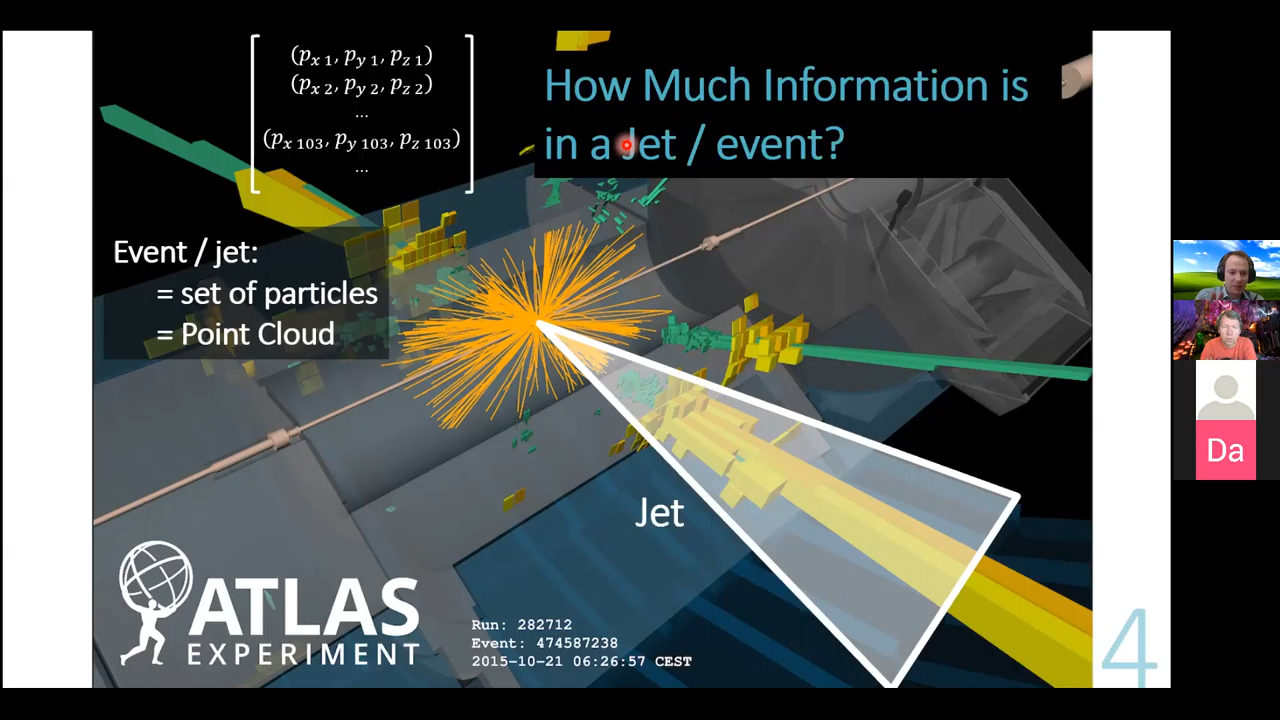 (p_x 1, p_y 1, p_z 1)
(p_x 2, p_y 2, p_z 2)
...
(p_x 103, p_y 103, p_z 103)
...
How Much Information is
in a Jet / event?
Event / jet:
= set of particles
= Point Cloud
Jet
ATLAS
EXPERIMENT
Run: 282712
Event: 474587238
2015-10-21 06:26:57 CEST
4
Da